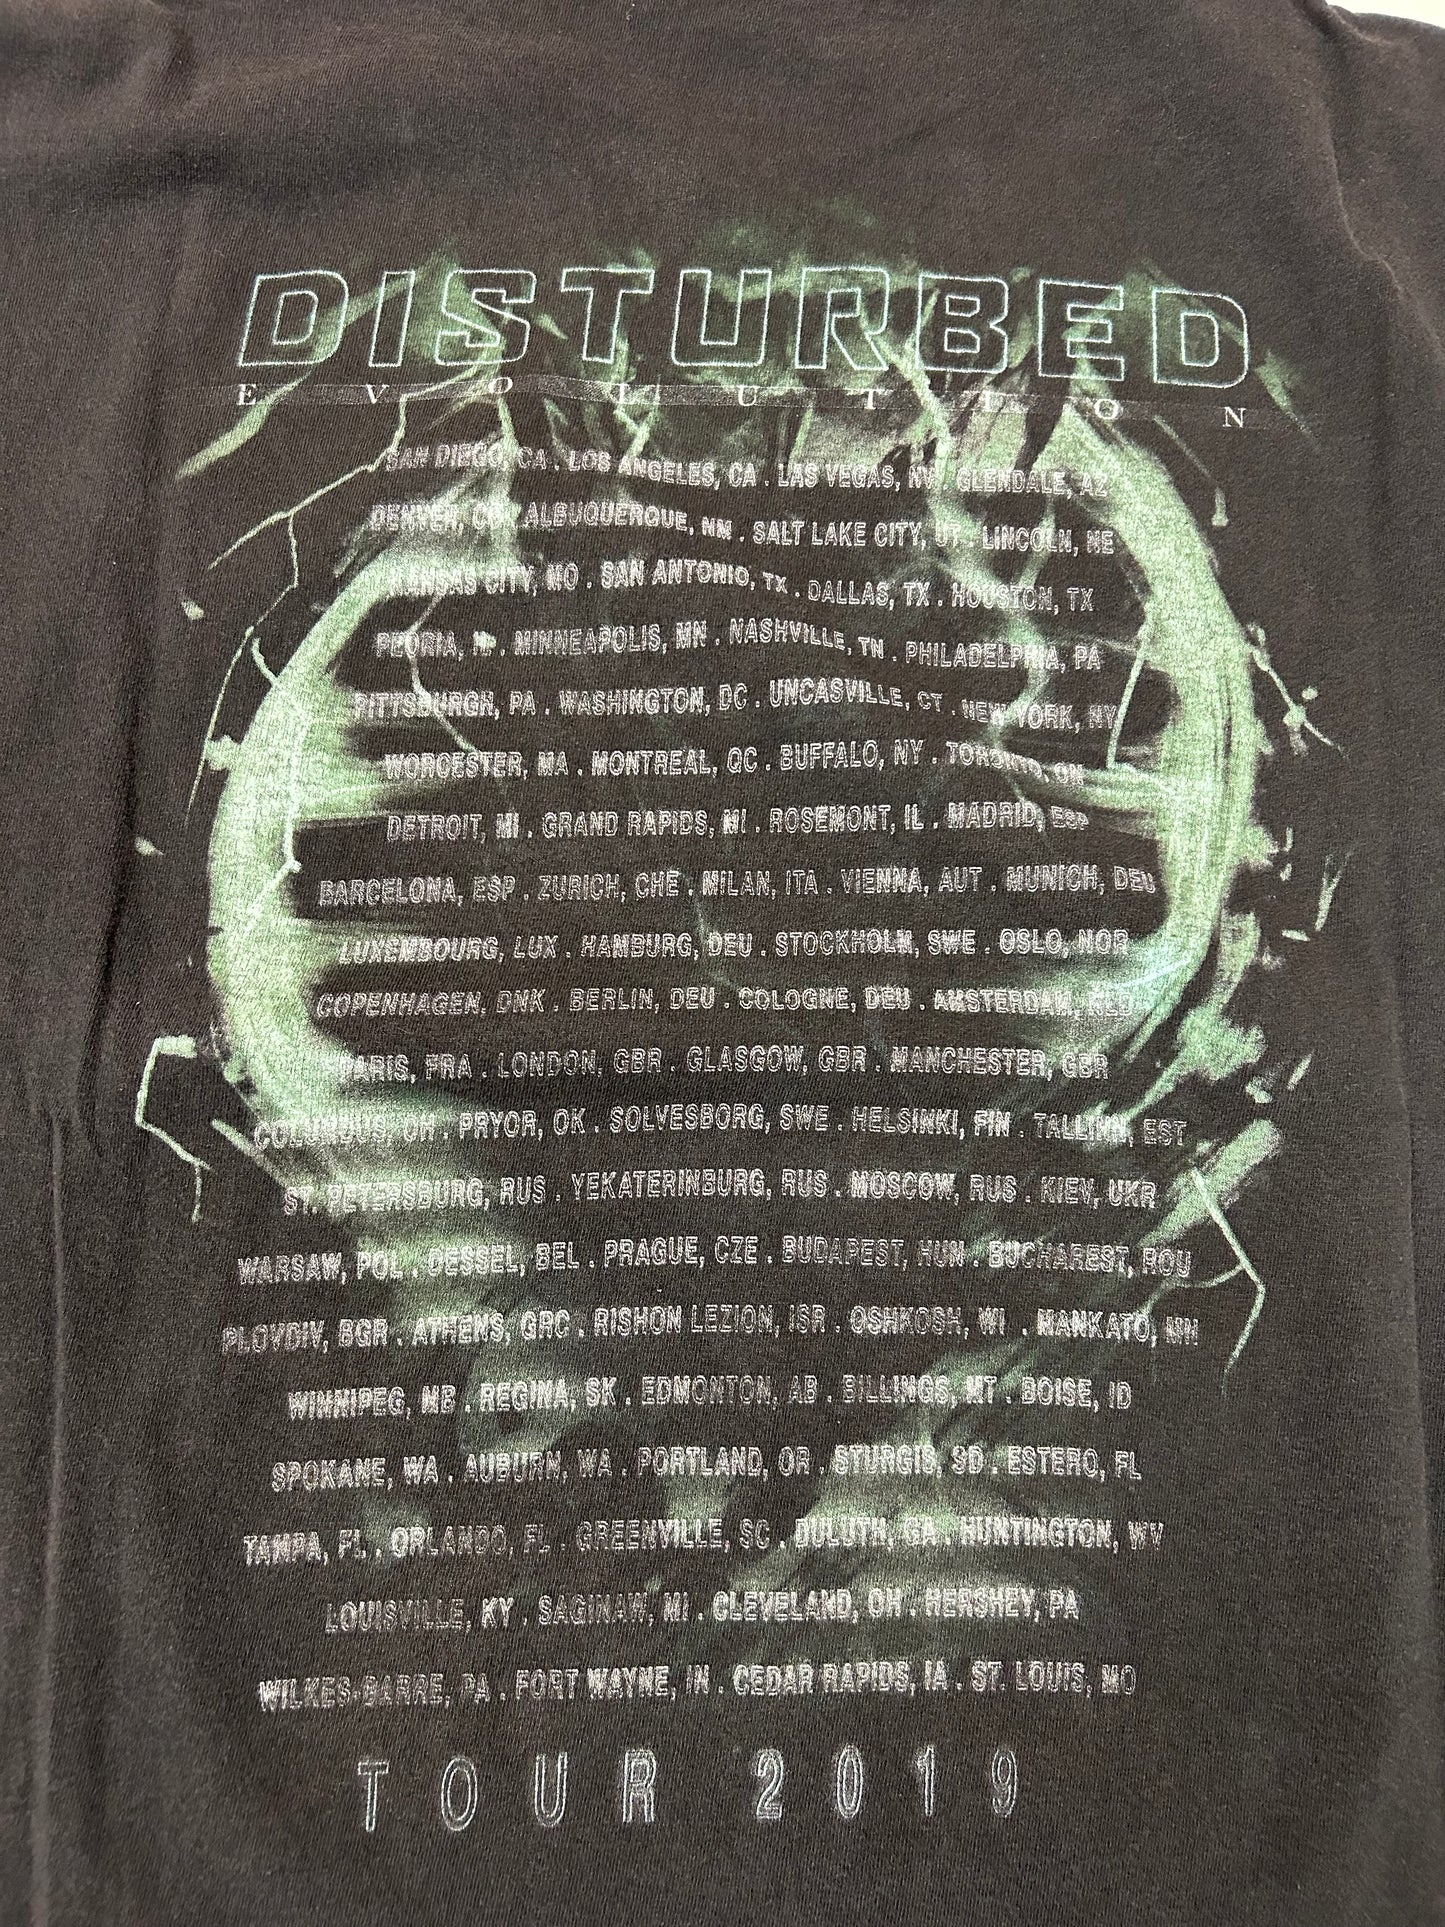 DISTURBED
EVOLUTION
SAN DIEGO, CA . LOS ANGELES, CA . LAS VEGAS, NV . GLENDALE, AZ
DENVER, CO . ALBUQUERQUE, NM . SALT LAKE CITY, UT . LINCOLN, NE
KANSAS CITY, MO . SAN ANTONIO, TX . DALLAS, TX . HOUSTON, TX
PEORIA, IL . MINNEAPOLIS, MN . NASHVILLE, TN . PHILADELPHIA, PA
PITTSBURGH, PA . WASHINGTON, DC . UNCASVILLE, CT . NEW YORK, NY
WORCESTER, MA . MONTREAL, QC . BUFFALO, NY . TORONTO, ON
DETROIT, MI . GRAND RAPIDS, MI . ROSEMONT, IL . MADRID, ESP
BARCELONA, ESP . ZURICH, CHE . MILAN, ITA . VIENNA, AUT . MUNICH, DEU
LUXEMBOURG, LUX . HAMBURG, DEU . STOCKHOLM, SWE . OSLO, NOR
COPENHAGEN, DNK . BERLIN, DEU . COLOGNE, DEU . AMSTERDAM, NLD
PARIS, FRA . LONDON, GBR . GLASGOW, GBR . MANCHESTER, GBR
COLUMBUS, OH . PRYOR, OK . SOLVESBORG, SWE . HELSINKI, FIN . TALLINN, EST
ST. PETERSBURG, RUS . YEKATERINBURG, RUS . MOSCOW, RUS . KIEV, UKR
WARSAW, POL . DESSEL, BEL . PRAGUE, CZE . BUDAPEST, HUN . BUCHAREST, ROU
PLOVDIV, BGR . ATHENS, GRC . RISHON LEZION, ISR . OSHKOSH, WI . MANKATO, MN
WINNIPEG, MB . REGINA, SK . EDMONTON, AB . BILLINGS, MT . BOISE, ID
SPOKANE, WA . AUBURN, WA . PORTLAND, OR . STURGIS, SD . ESTERO, FL
TAMPA, FL . ORLANDO, FL . GREENVILLE, SC . DULUTH, GA . HUNTINGTON, WV
LOUISVILLE, KY . SAGINAW, MI . CLEVELAND, OH . HERSHEY, PA
WILKES-BARRE, PA . FORT WAYNE, IN . CEDAR RAPIDS, IA . ST. LOUIS, MO
TOUR 2019